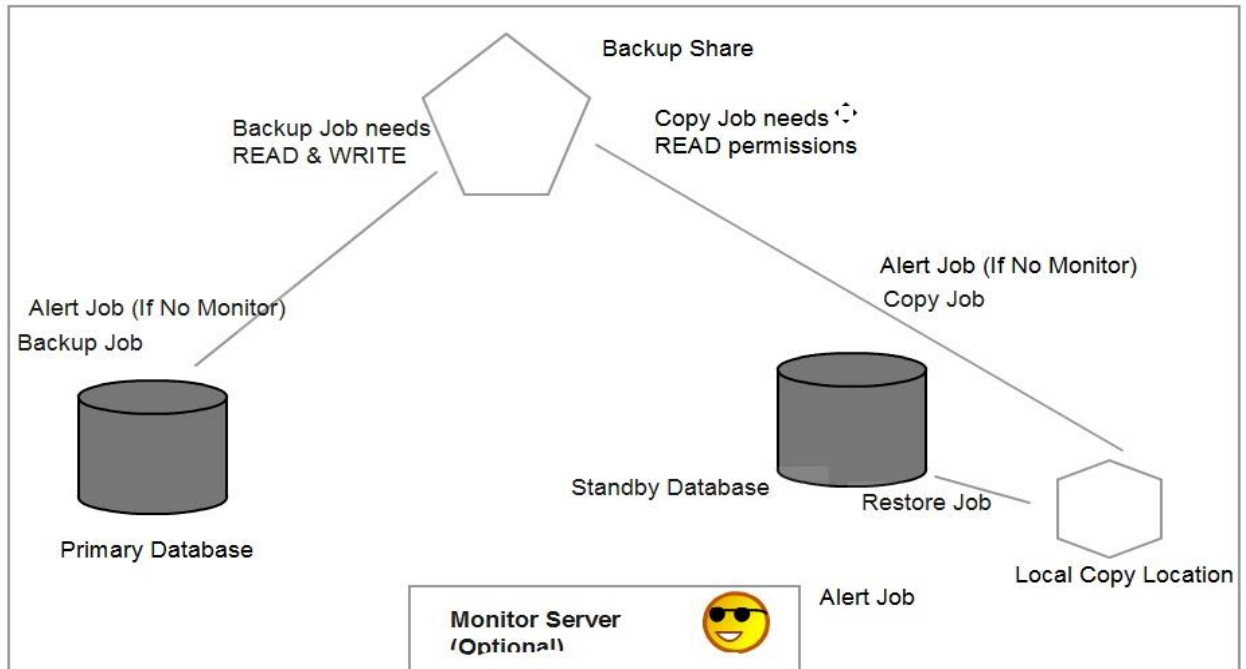 Backup Share
Backup Job needs
READ & WRITE
Copy Job needs
READ permissions
Alert Job (If No Monitor)
Copy Job
Alert Job (If No Monitor)
Backup Job
Standby Database
Restore Job
Primary Database
Local Copy Location
Alert Job
Monitor Server
(Optional)